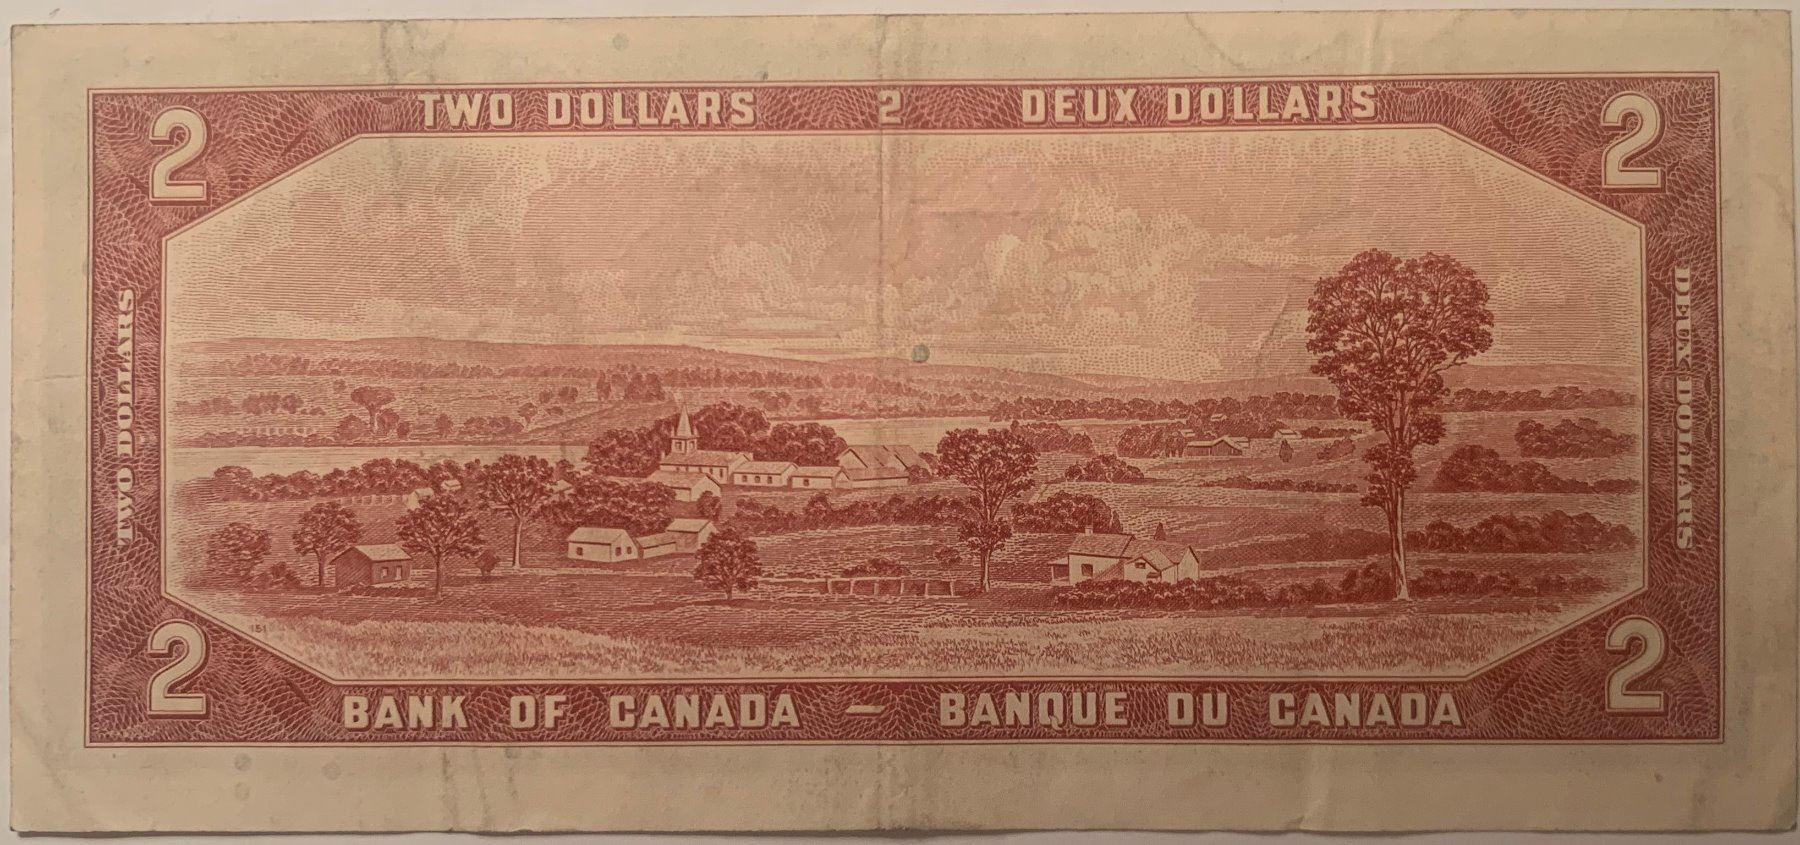 TWO DOLLARS 2 DEUX DOLLARS
2 2
TWO DOLLARS
DEUX DOLLARS
151
2 2
BANK OF CANADA – BANQUE DU CANADA